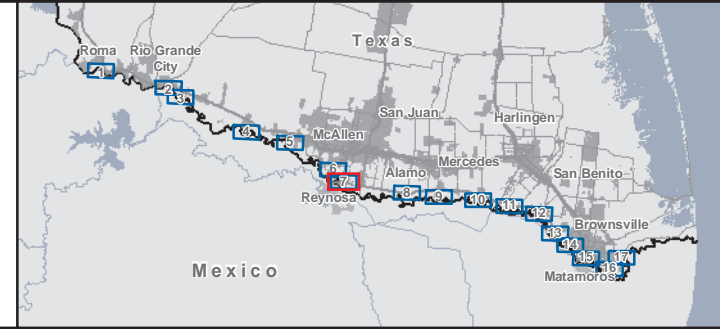 Texas
Roma
Rio Grande
City
1
2
3
4
5
McAllen
San Juan
Harlingen
6
7
Alamo
Mercedes
San Benito
Reynosa
8
9
10
11
12
Brownsville
13
14
15
16
17
Matamoros
Mexico